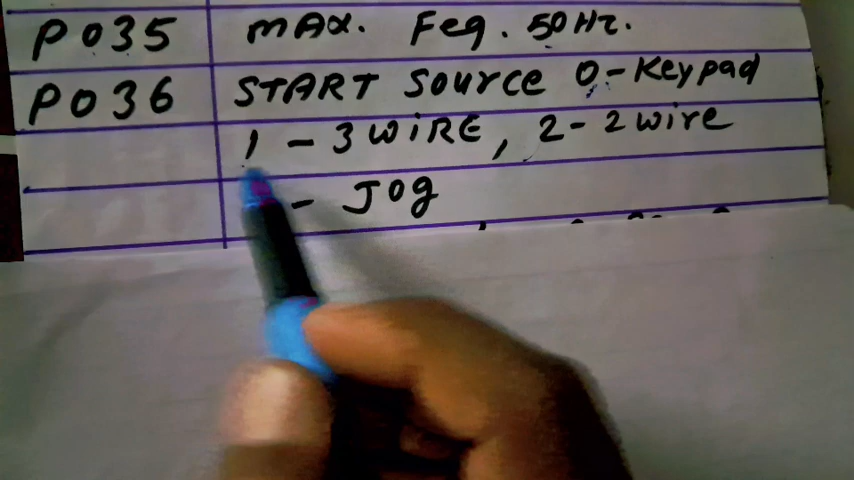 P035 MAX. Feq. 50Hz.
P036 START Source 0-Keypad
1 - 3 WIRE, 2-2 wire
- Jog